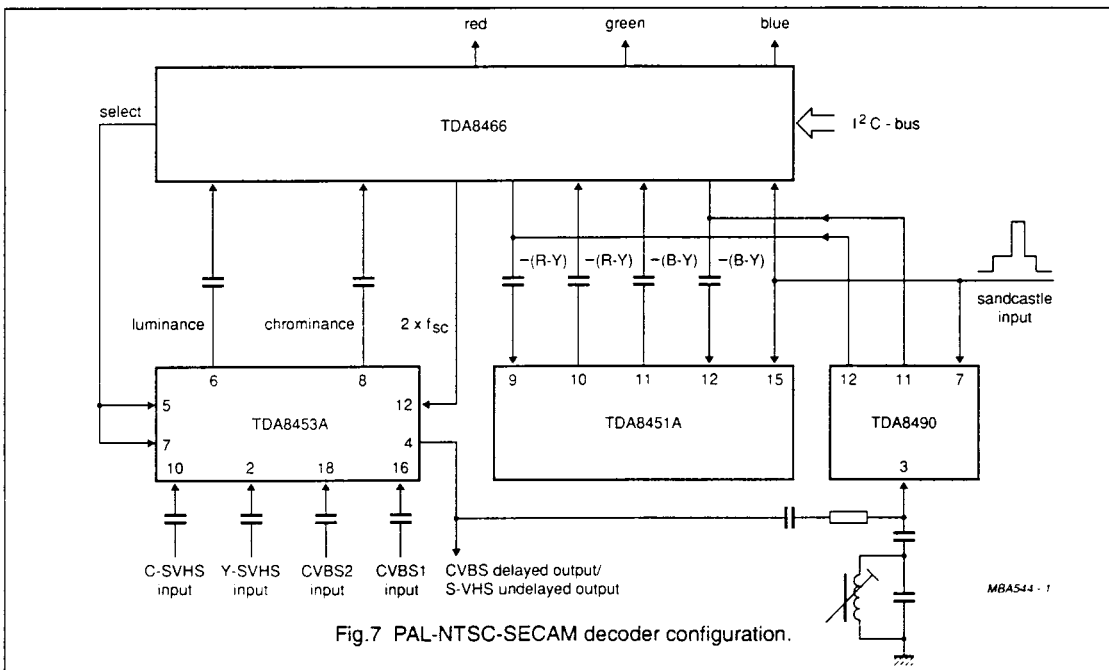 red green blue
select
TDA8466
I²C - bus
–(R-Y) –(R-Y) –(B-Y) –(B-Y)
sandcastle
input
luminance chrominance 2 x fSC
6 8 9 10 11 12 15 12 11 7
5 12
TDA8453A TDA8451A TDA8490
7 4
10 2 18 16 3
C-SVHS
input
Y-SVHS
input
CVBS2
input
CVBS1
input
CVBS delayed output/
S-VHS undelayed output
MBA544 - 1
Fig.7 PAL-NTSC-SECAM decoder configuration.